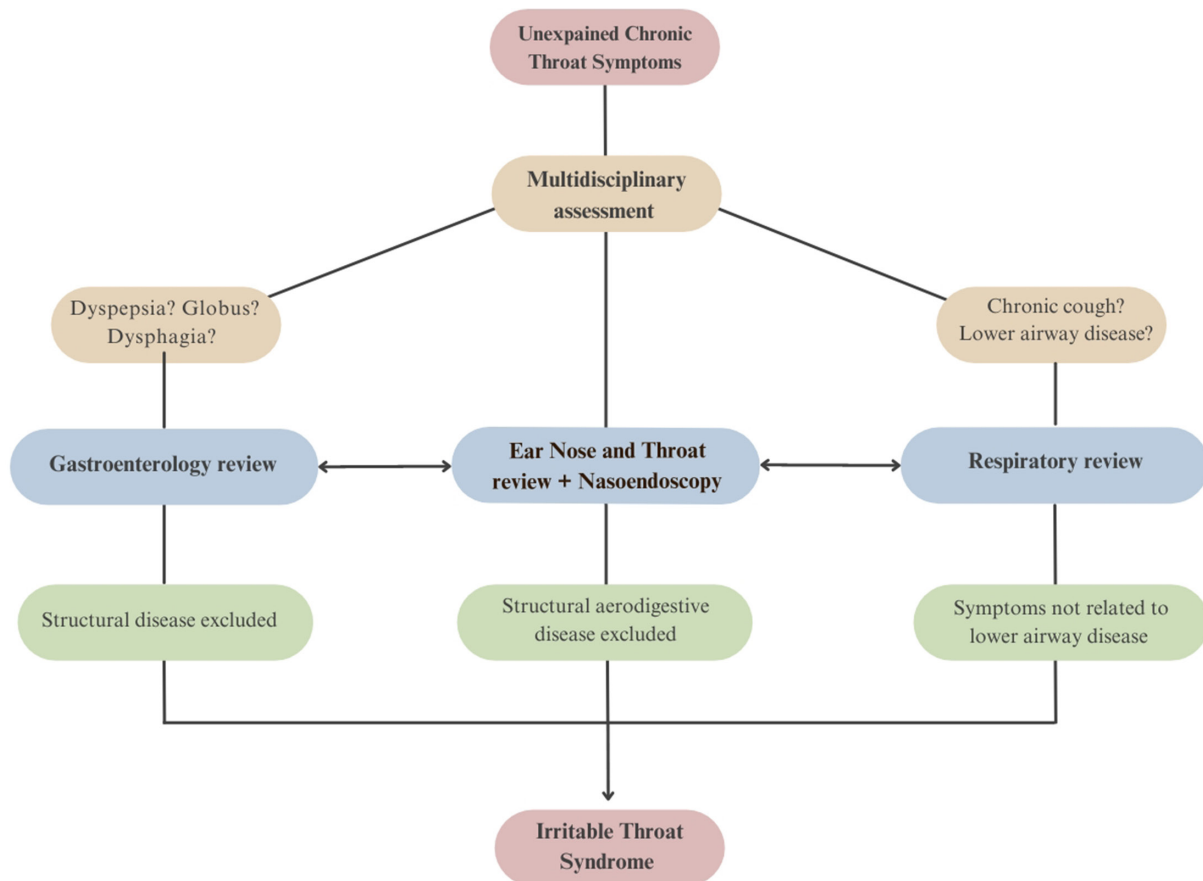 Unexpained Chronic
Throat Symptoms
Multidisciplinary
assessment
Dyspepsia? Globus?
Dysphagia?
Chronic cough?
Lower airway disease?
Gastroenterology review
Ear Nose and Throat
review + Nasoendoscopy
Respiratory review
Structural disease excluded
Structural aerodigestive
disease excluded
Symptoms not related to
lower airway disease
Irritable Throat
Syndrome